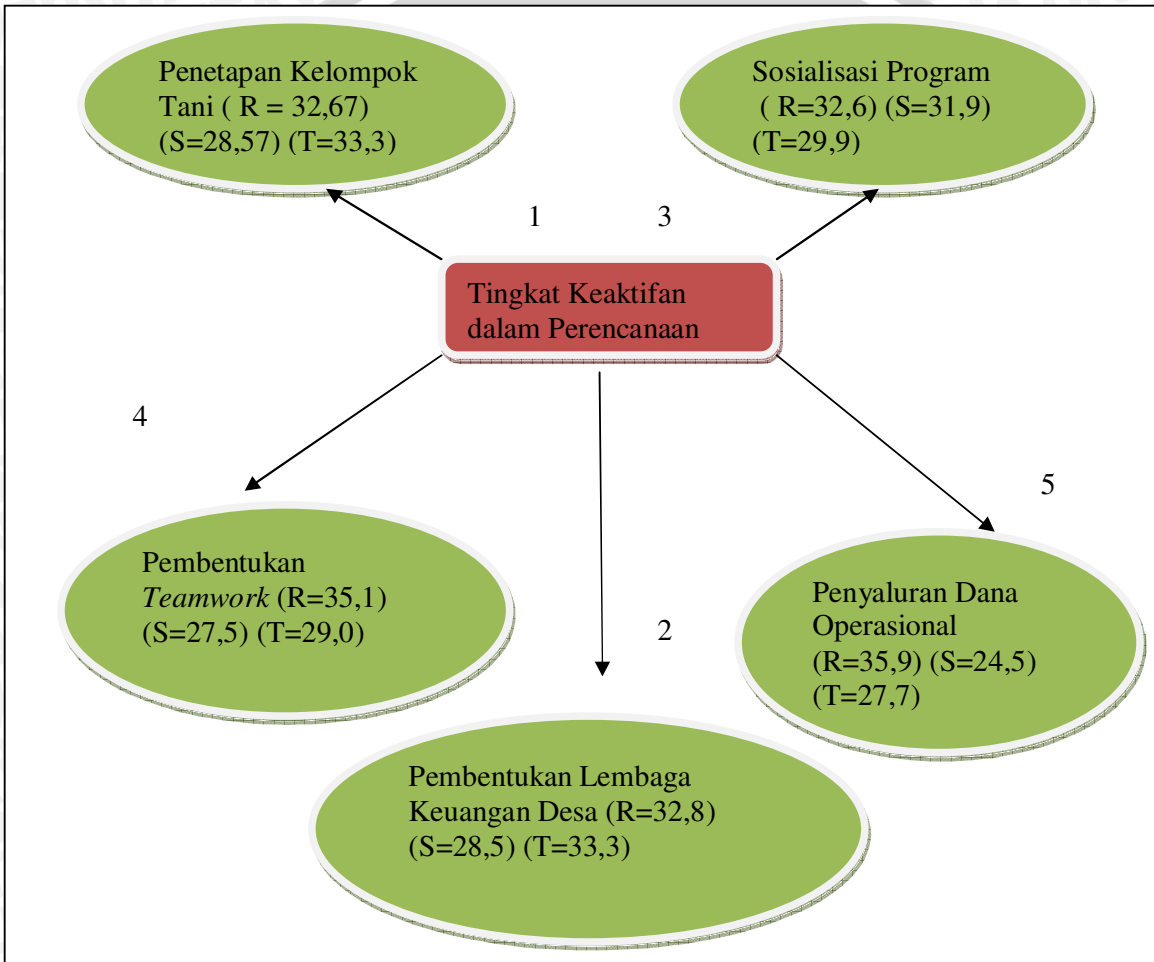 Penetapan Kelompok
Tani ( R = 32,67)
(S=28,57) (T=33,3)
Sosialisasi Program
( R=32,6) (S=31,9)
(T=29,9)
1
3
Tingkat Keaktifan
dalam Perencanaan
4
5
Pembentukan
Teamwork (R=35,1)
(S=27,5) (T=29,0)
2
Penyaluran Dana
Operasional
(R=35,9) (S=24,5)
(T=27,7)
Pembentukan Lembaga
Keuangan Desa (R=32,8)
(S=28,5) (T=33,3)